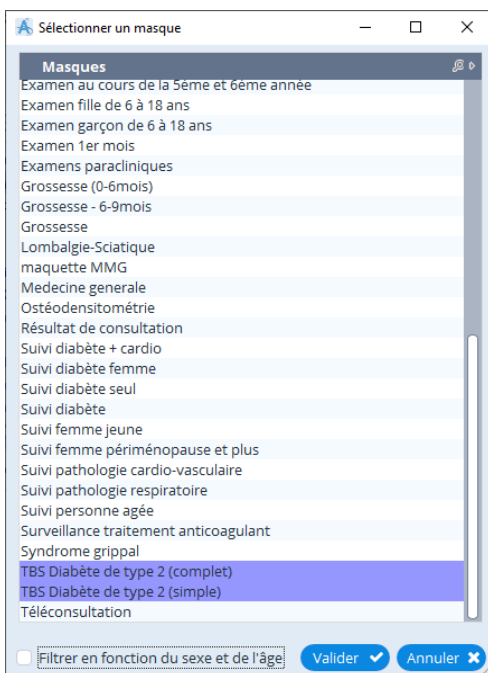 Sélectionner un masque
Masques
Examen au cours de la 5ème et 6ème année
Examen fille de 6 à 18 ans
Examen garçon de 6 à 18 ans
Examen 1er mois
Examens paracliniques
Grossesse (0-6mois)
Grossesse - 6-9mois
Grossesse
Lombalgie-Sciatique
maquette MMG
Medecine generale
Ostéodensitométrie
Résultat de consultation
Suivi diabète + cardio
Suivi diabète femme
Suivi diabète seul
Suivi diabète
Suivi femme jeune
Suivi femme périménopause et plus
Suivi pathologie cardio-vasculaire
Suivi pathologie respiratoire
Suivi personne agée
Surveillance traitement anticoagulant
Syndrome grippal
TBS Diabète de type 2 (complet)
TBS Diabète de type 2 (simple)
Téléconsultation
Filtrer en fonction du sexe et de l'âge Valider Annuler